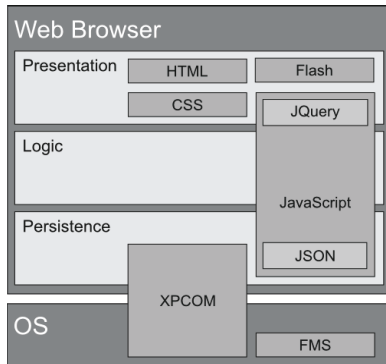 Web Browser
Presentation
HTML
Flash
CSS
JQuery
Logic
JavaScript
Persistence
JSON
XPCOM
OS
FMS